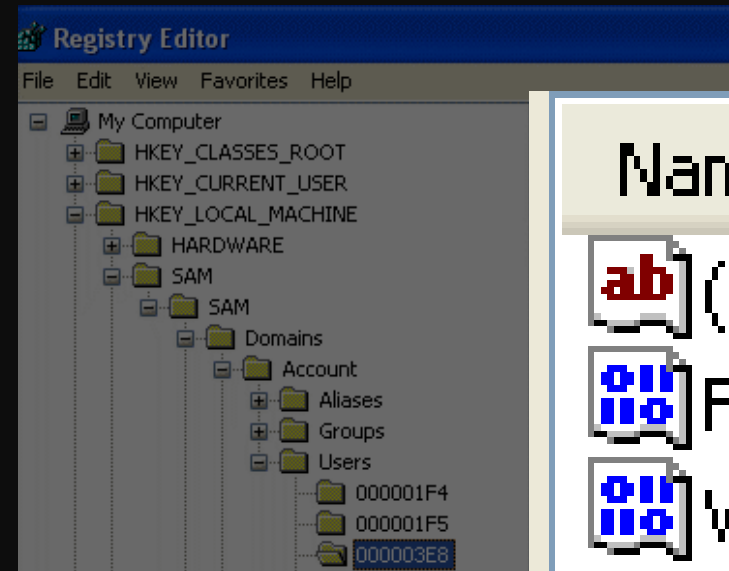 Registry Editor
File Edit View Favorites Help
My Computer
HKEY_CLASSES_ROOT
HKEY_CURRENT_USER
HKEY_LOCAL_MACHINE
HARDWARE
SAM
SAM
Domains
Account
Aliases
Groups
Users
000001F4
000001F5
000003E8
Nam
ab (
F
V